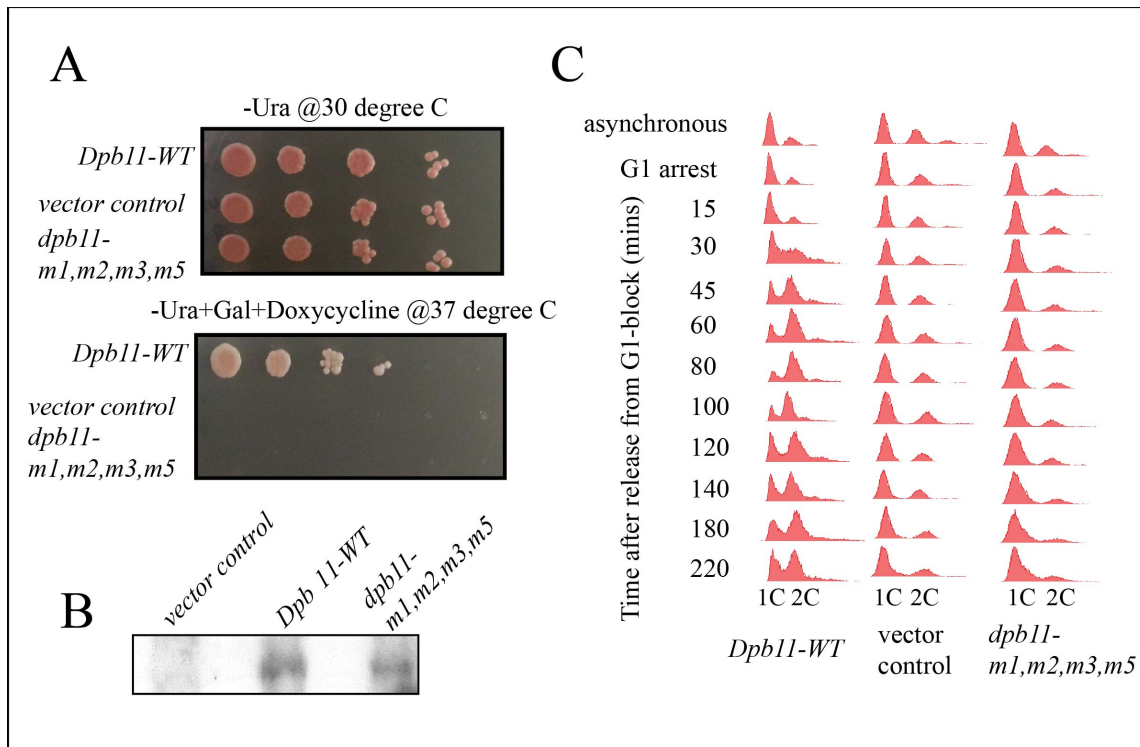 A
-Ura @30 degree C
Dpb11-WT
vector control
dpb11-
m1,m2,m3,m5
-Ura+Gal+Doxycycline @37 degree C
Dpb11-WT
vector control
dpb11-
m1,m2,m3,m5
B
vector control
Dpb 11-WT
dpb11-
m1,m2,m3,m5
C
Time after release from G1-block (mins)
asynchronous
G1 arrest
15
30
45
60
80
100
120
140
180
220
1C 2C
1C 2C
1C 2C
Dpb11-WT
vector
control
dpb11-
m1,m2,m3,m5